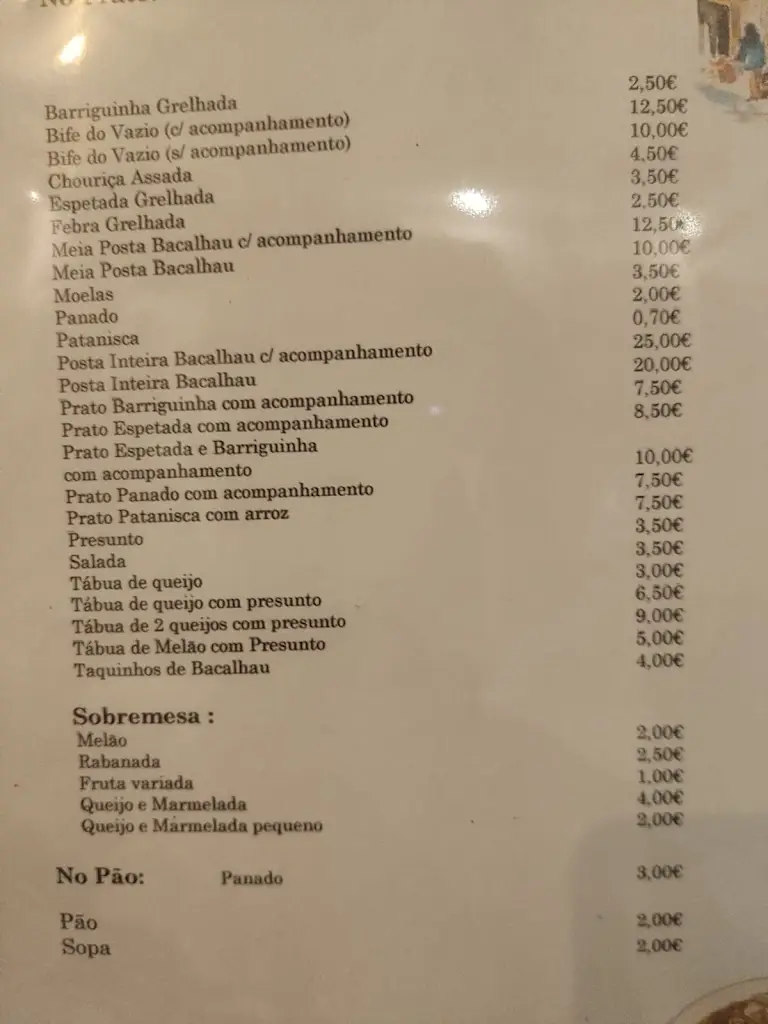 Barriguinha Grelhada 2,50€
Bife do Vazio (c/ acompanhamento) 12,50€
Bife do Vazio (s/ acompanhamento) 10,00€
Chouriça Assada 4,50€
Espetada Grelhada 3,50€
Febra Grelhada 2,50€
Meia Posta Bacalhau c/ acompanhamento 12,50€
Meia Posta Bacalhau 10,00€
Moelas 3,50€
Panado 2,00€
Patanisca 0,70€
Posta Inteira Bacalhau c/ acompanhamento 25,00€
Posta Inteira Bacalhau 20,00€
Prato Barriguinha com acompanhamento 7,50€
Prato Espetada com acompanhamento 8,50€
Prato Espetada e Barriguinha
com acompanhamento 10,00€
Prato Panado com acompanhamento 7,50€
Prato Patanisca com arroz 7,50€
Presunto 3,50€
Salada 3,50€
Tábua de queijo 3,00€
Tábua de queijo com presunto 6,50€
Tábua de 2 queijos com presunto 9,00€
Tábua de Melão com Presunto 5,00€
Taquinhos de Bacalhau 4,00€
Sobremesa :
Melão 2,00€
Rabanada 2,50€
Fruta variada 1,00€
Queijo e Marmelada 4,00€
Queijo e Marmelada pequeno 2,00€
No Pão: Panado 3,00€
Pão 2,00€
Sopa 2,00€